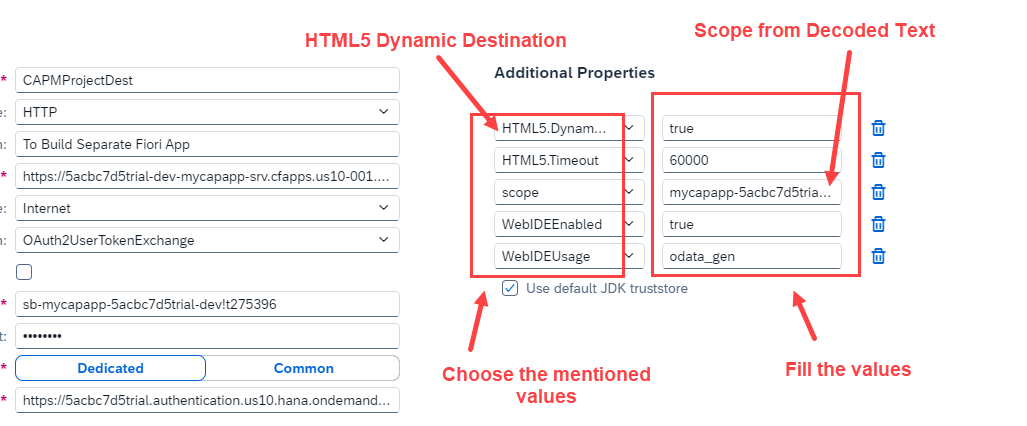 HTML5 Dynamic Destination
Scope from Decoded Text
Additional Properties
* CAPMProjectDest
e: HTTP
n: To Build Separate Fiori App
* https://5acbc7d5trial-dev-mycapapp-srv.cfapps.us10-001....
e: Internet
n: OAuth2UserTokenExchange
* sb-mycapapp-5acbc7d5trial-dev!t275396
t: ••••••••
* Dedicated Common
* https://5acbc7d5trial.authentication.us10.hana.ondemand...
HTML5.Dynam... true
HTML5.Timeout 60000
scope mycapapp-5acbc7d5tria...
WebIDEEnabled true
WebIDEUsage odata_gen
Use default JDK truststore
Choose the mentioned
values
Fill the values